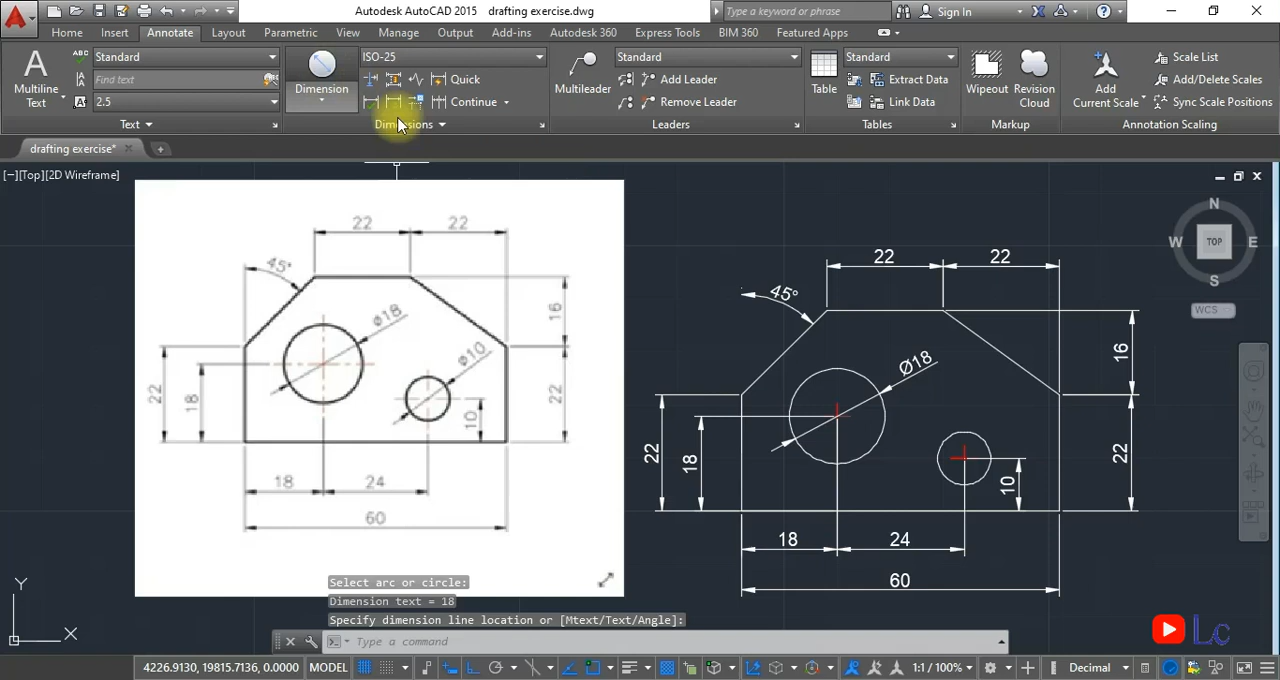 Autodesk AutoCAD 2015 drafting exercise.dwg
Type a keyword or phrase
Sign In
Home Insert Annotate Layout Parametric View Manage Output Add-ins Autodesk 360 Express Tools BIM 360 Featured Apps
Multiline Text
Standard
Find text
2.5
Text
Dimension
ISO-25
Quick
Continue
Dimensions
Multileader
Standard
Add Leader
Remove Leader
Leaders
Table
Standard
Extract Data
Link Data
Tables
Wipeout
Revision Cloud
Markup
Add Current Scale
Scale List
Add/Delete Scales
Sync Scale Positions
Annotation Scaling
drafting exercise*
[−][Top][2D Wireframe]
N
W TOP E
S
WCS
22 22
45°
ø18
16
ø10
22
18
22
10
18 24
60
22 22
45°
Ø18
16
22
18
22
10
18 24
60
Select arc or circle:
Dimension text = 18
Specify dimension line location or [Mtext/Text/Angle]:
Type a command
Y
X
Lc
4226.9130, 19815.7136, 0.0000 MODEL
1:1 / 100%
Decimal